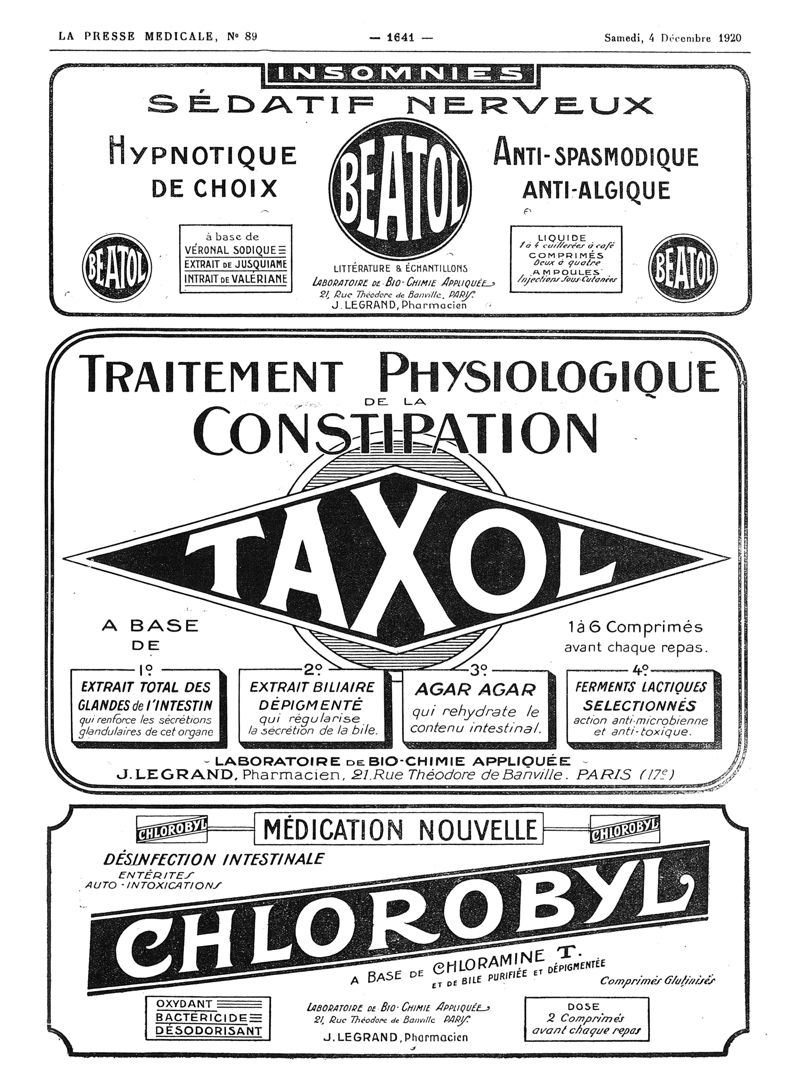 LA PRESSE MEDICALE, No 89
— 1641 —
Samedi, 4 Décembre 1920
INSOMNIES
SÉDATIF NERVEUX
HYPNOTIQUE
DE CHOIX
BEATOL
ANTI-SPASMODIQUE
ANTI-ALGIQUE
BEATOL
à base de
VÉRONAL SODIQUE
EXTRAIT DE JUSQUIAME
INTRAIT DE VALÉRIANE
LITTÉRATURE & ÉCHANTILLONS
LABORATOIRE DE BIO-CHIMIE APPLIQUÉE
21, Rue Théodore de Banville, PARIS
J. LEGRAND, Pharmacien
LIQUIDE
1 à 4 cuillerées à café
COMPRIMÉS
Deux à quatre
AMPOULES
Injections Sous-Cutanées
BÉATOL
TRAITEMENT PHYSIOLOGIQUE
DE LA
CONSTIPATION
TAXOL
A BASE
DE
1 à 6 Comprimés
avant chaque repas.
1º
EXTRAIT TOTAL DES
GLANDES de l'INTESTIN
qui renforce les sécrétions
glandulaires de cet organe
2º
EXTRAIT BILIAIRE
DÉPIGMENTÉ
qui régularise
la sécrétion de la bile.
3º
AGAR AGAR
qui rehydrate le
contenu intestinal.
4º
FERMENTS LACTIQUES
SELECTIONNÉS
action anti-microbienne
et anti-toxique.
- LABORATOIRE DE BIO-CHIMIE APPLIQUÉE -
J. LEGRAND, Pharmacien, 21. Rue Théodore de Banville. PARIS (17e)
CHLOROBYL
MÉDICATION NOUVELLE
CHLOROBYL
DÉSINFECTION INTESTINALE
ENTÉRITES
AUTO-INTOXICATIONS
CHLOROBYL
A BASE DE CHLORAMINE T.
ET DE BILE PURIFIÉE ET DÉPIGMENTÉE
Comprimés Glutinisés
OXYDANT
BACTÉRICIDE
DÉSODORISANT
LABORATOIRE DE BIO-CHIMIE APPLIQUÉE
21, Rue Théodore de Banville PARIS.
J. LEGRAND, Pharmacien
DOSE
2 Comprimés
avant chaque repas